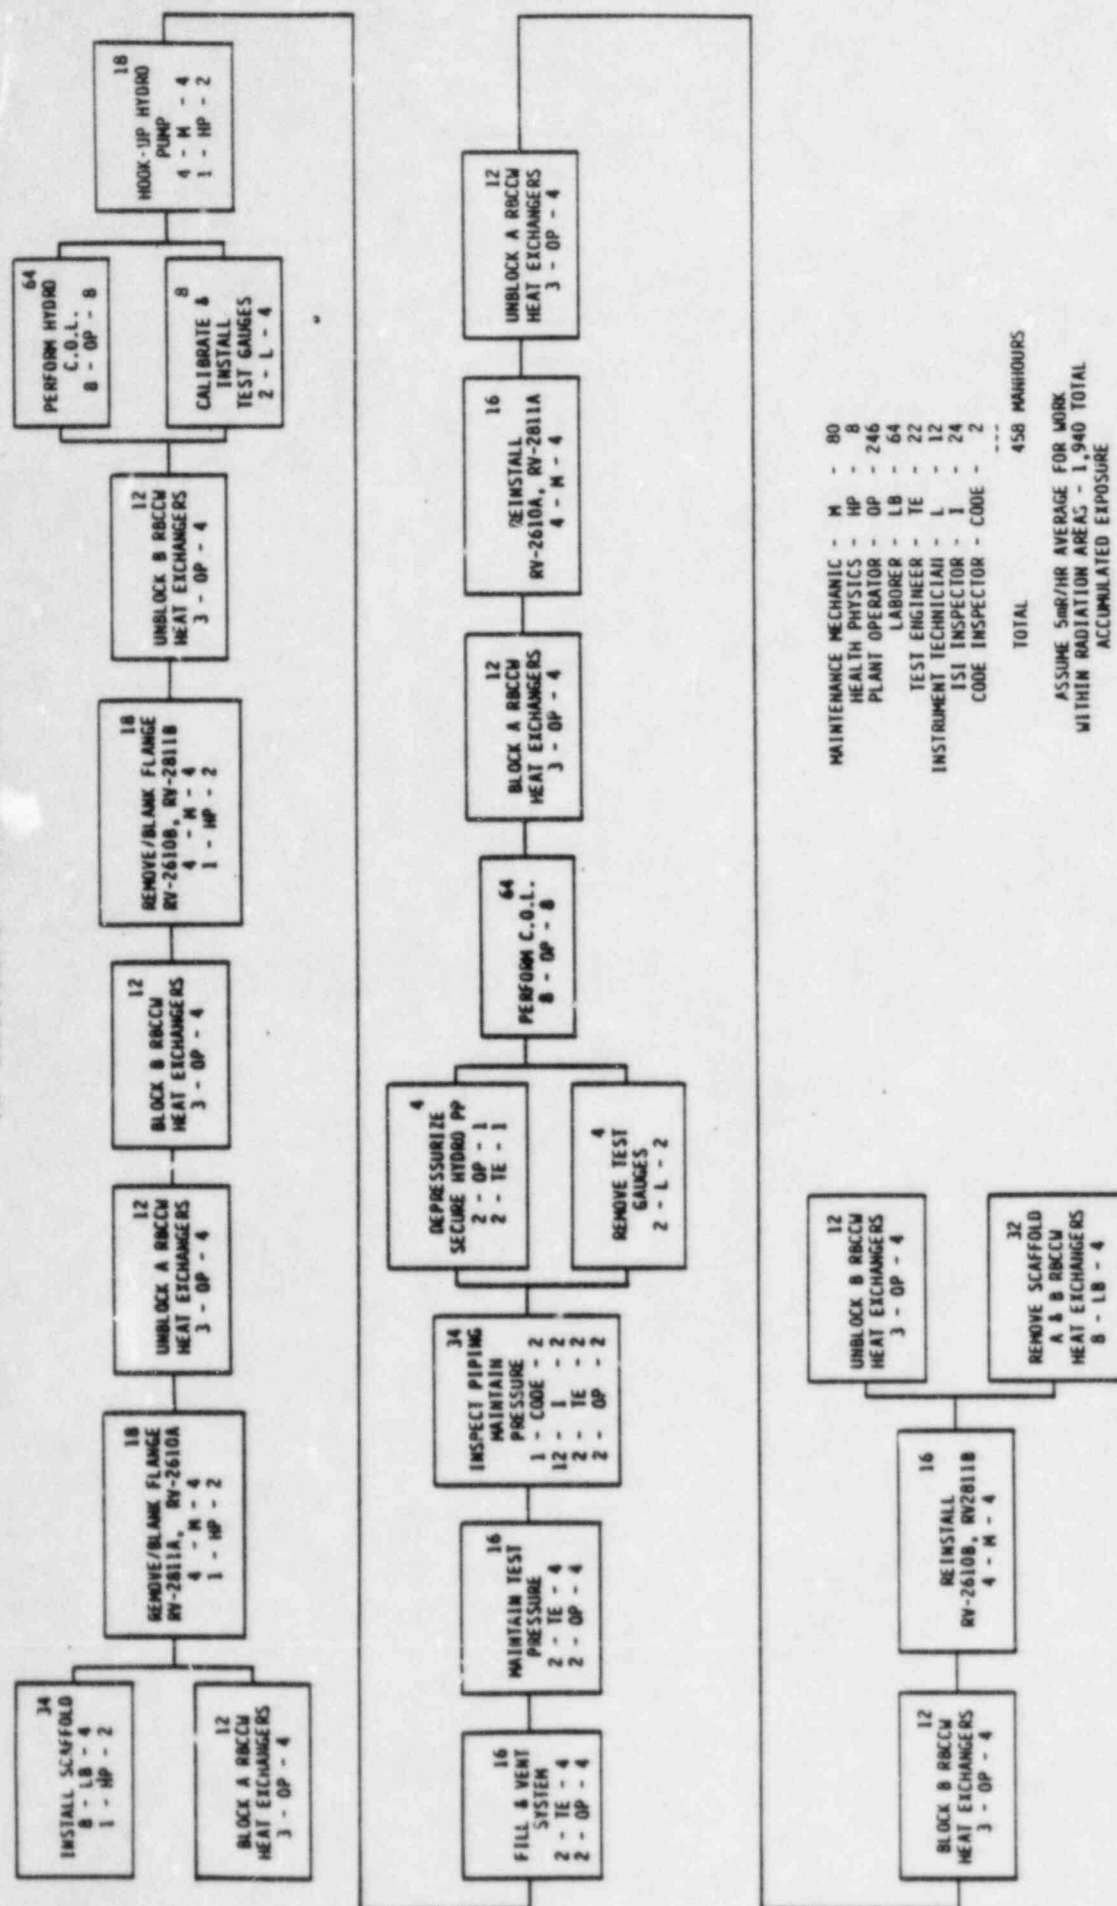 34
INSTALL SCAFFOLD
8 - LB - 4
1 - HP - 2
12
BLOCK A RBCCW
HEAT EXCHANGERS
3 - OP - 4
18
REMOVE/BLANK FLANGE
RV-2811A, RV-2610A
4 - M - 4
1 - HP - 2
12
UNBLOCK A RBCCW
HEAT EXCHANGERS
3 - OP - 4
12
BLOCK B RBCCW
HEAT EXCHANGERS
3 - OP - 4
18
REMOVE/BLANK FLANGE
RV-2610B, RV-2811B
4 - M - 4
1 - HP - 2
12
UNBLOCK B RBCCW
HEAT EXCHANGERS
3 - OP - 4
64
PERFORM HYDRO
C.O.L.
8 - OP - 8
8
CALIBRATE &
INSTALL
TEST GAUGES
2 - L - 4
18
HOOK-UP HYDRO
PUMP
4 - M - 4
1 - HP - 2
16
FILL & VENT
SYSTEM
2 - TE - 4
2 - OP - 4
16
MAINTAIN TEST
PRESSURE
2 - TE - 4
2 - OP - 4
34
INSPECT PIPING
MAINTAIN
PRESSURE
1 - CODE - 2
12 - I - 2
2 - TE - 2
2 - OP - 2
4
DEPRESSURIZE
SECURE HYDRO PP
2 - OP - 1
2 - TE - 1
4
REMOVE TEST
GAUGES
2 - L - 2
64
PERFORM C.O.L.
8 - OP - 8
12
BLOCK A RBCCW
HEAT EXCHANGERS
3 - OP - 4
16
REINSTALL
RV-2610A, RV-2811A
4 - M - 4
12
UNBLOCK A RBCCW
HEAT EXCHANGERS
3 - OP - 4
12
BLOCK B RBCCW
HEAT EXCHANGERS
3 - OP - 4
16
REINSTALL
RV-2610B, RV2811B
4 - M - 4
12
UNBLOCK B RBCCW
HEAT EXCHANGERS
3 - OP - 4
32
REMOVE SCAFFOLD
A & B RBCCW
HEAT EXCHANGERS
8 - LB - 4
MAINTENANCE MECHANIC - M - 80
HEALTH PHYSICS - HP - 8
PLANT OPERATOR - OP - 246
LABORER - LB - 64
TEST ENGINEER - TE - 22
INSTRUMENT TECHNICIAN - L - 12
ISI INSPECTOR - I - 24
CODE INSPECTOR - CODE - 2
---
TOTAL 458 MANHOURS
ASSUME 5mR/HR AVERAGE FOR WORK
WITHIN RADIATION AREAS - 1,940 TOTAL
ACCUMULATED EXPOSURE